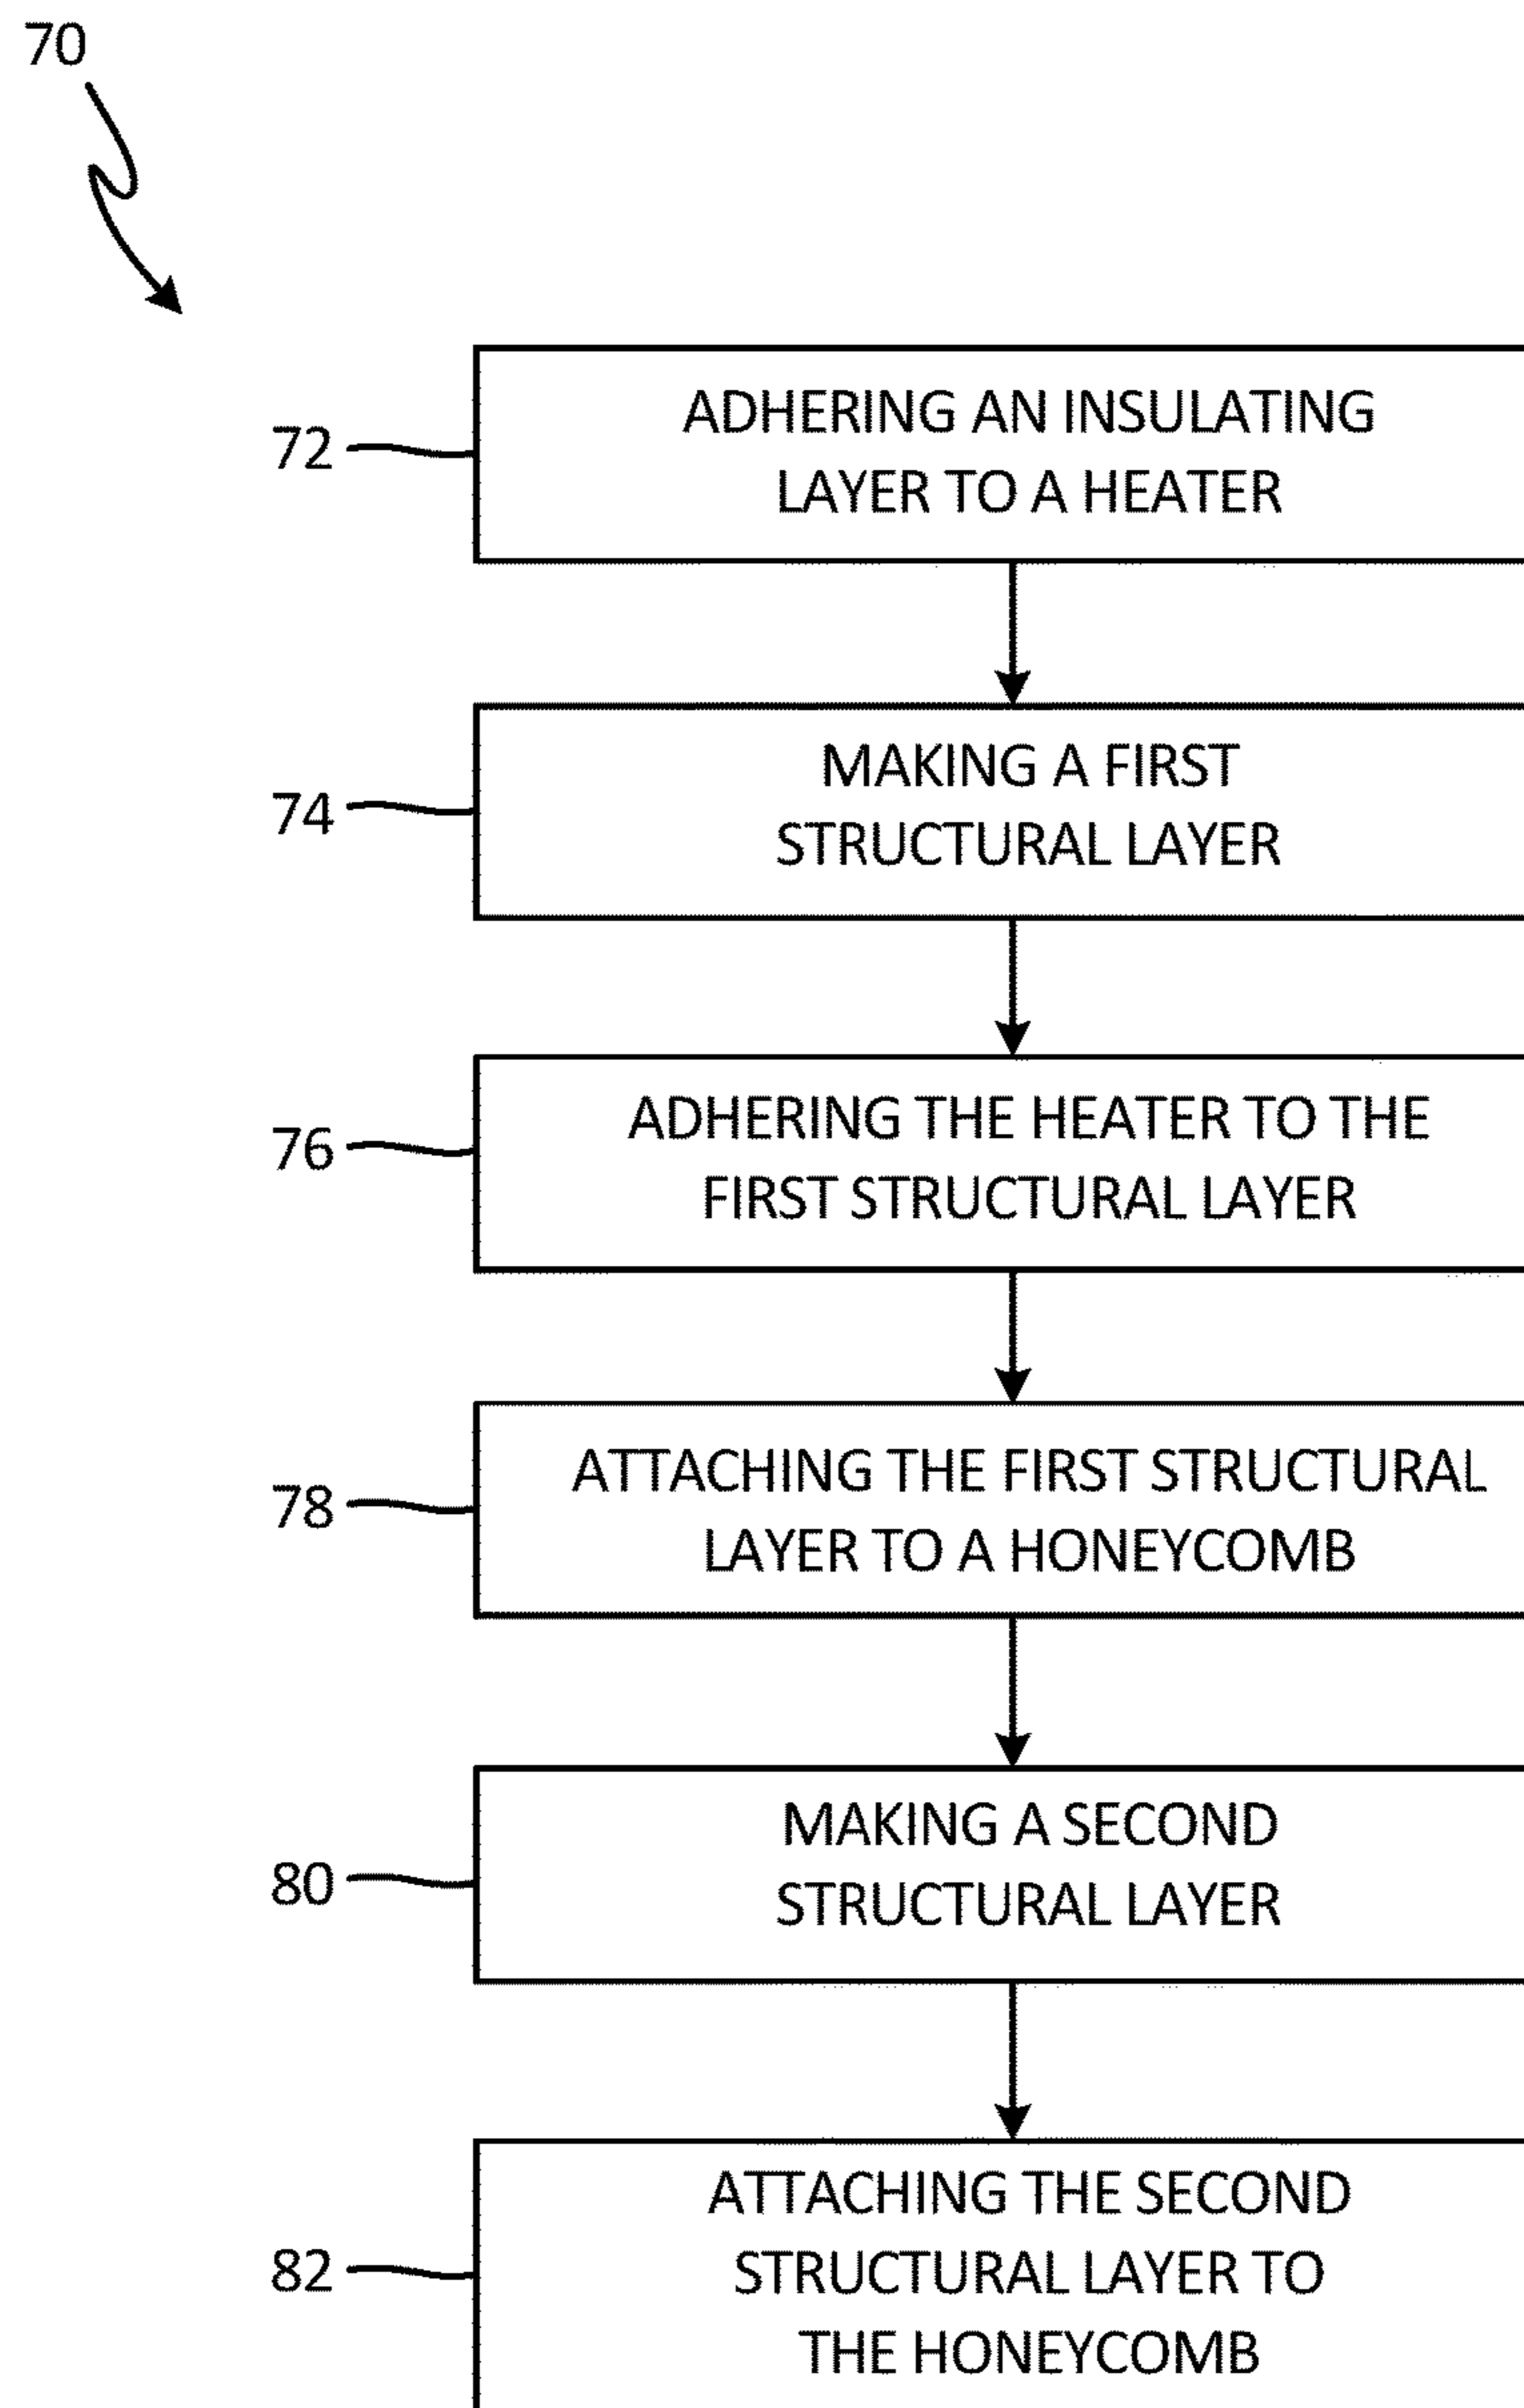 70
72
ADHERING AN INSULATING
LAYER TO A HEATER
74
MAKING A FIRST
STRUCTURAL LAYER
76
ADHERING THE HEATER TO THE
FIRST STRUCTURAL LAYER
78
ATTACHING THE FIRST STRUCTURAL
LAYER TO A HONEYCOMB
80
MAKING A SECOND
STRUCTURAL LAYER
82
ATTACHING THE SECOND
STRUCTURAL LAYER TO
THE HONEYCOMB